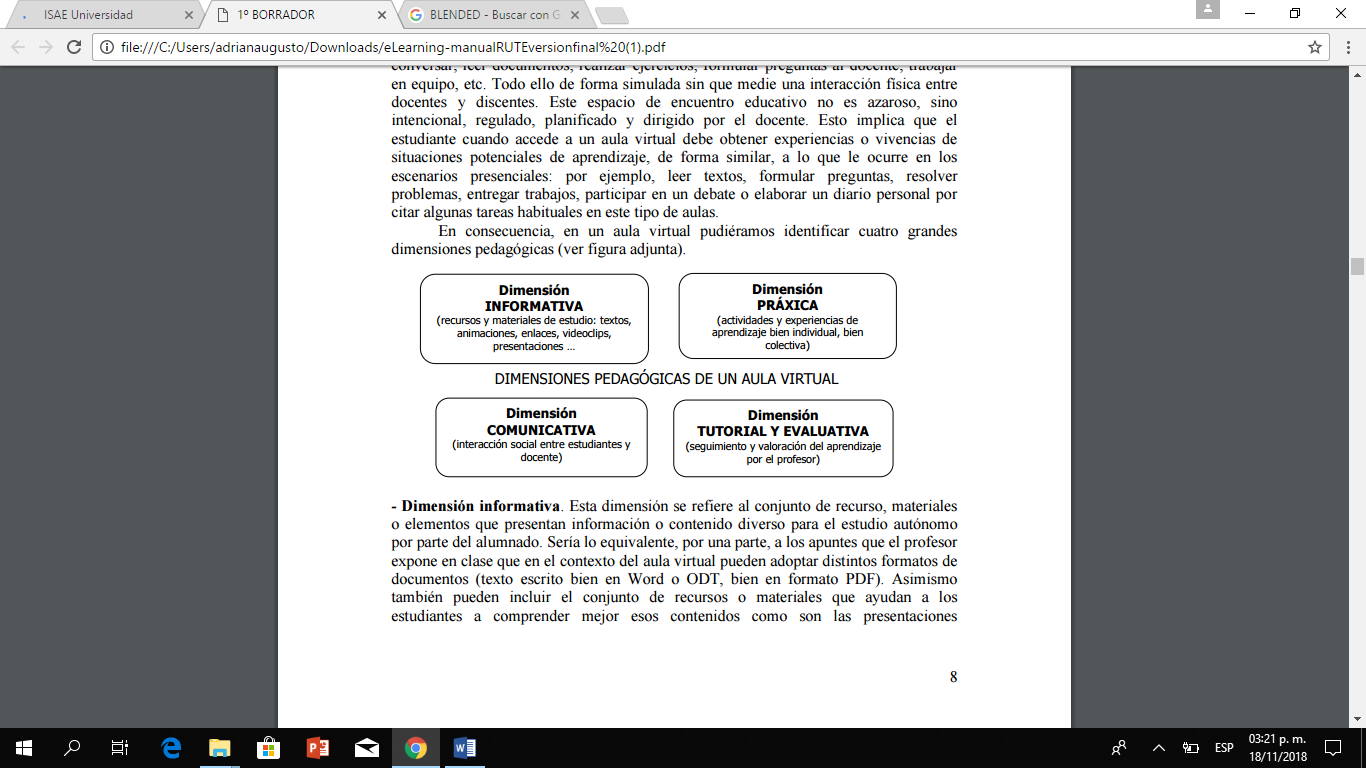 ISAE Universidad
1º BORRADOR
BLENDED - Buscar con G
file:///C:/Users/adrianaugusto/Downloads/eLearning-manualRUTEversionfinal%20(1).pdf
conversar, leer documentos, realizar ejercicios, formular preguntas al docente, trabajar
en equipo, etc. Todo ello de forma simulada sin que medie una interacción física entre
docentes y discentes. Este espacio de encuentro educativo no es azaroso, sino
intencional, regulado, planificado y dirigido por el docente. Esto implica que el
estudiante cuando accede a un aula virtual debe obtener experiencias o vivencias de
situaciones potenciales de aprendizaje, de forma similar, a lo que le ocurre en los
escenarios presenciales: por ejemplo, leer textos, formular preguntas, resolver
problemas, entregar trabajos, participar en un debate o elaborar un diario personal por
citar algunas tareas habituales en este tipo de aulas.
En consecuencia, en un aula virtual pudiéramos identificar cuatro grandes
dimensiones pedagógicas (ver figura adjunta).
Dimensión
INFORMATIVA
(recursos y materiales de estudio: textos,
animaciones, enlaces, videoclips,
presentaciones ...
Dimensión
PRÁXICA
(actividades y experiencias de
aprendizaje bien individual, bien
colectiva)
DIMENSIONES PEDAGÓGICAS DE UN AULA VIRTUAL
Dimensión
COMUNICATIVA
(interacción social entre estudiantes y
docente)
Dimensión
TUTORIAL Y EVALUATIVA
(seguimiento y valoración del aprendizaje
por el profesor)
- Dimensión informativa. Esta dimensión se refiere al conjunto de recurso, materiales
o elementos que presentan información o contenido diverso para el estudio autónomo
por parte del alumnado. Sería lo equivalente, por una parte, a los apuntes que el profesor
expone en clase que en el contexto del aula virtual pueden adoptar distintos formatos de
documentos (texto escrito bien en Word o ODT, bien en formato PDF). Asimismo
también pueden incluir el conjunto de recursos o materiales que ayudan a los
estudiantes a comprender mejor esos contenidos como son las presentaciones
8
ESP
03:21 p. m.
18/11/2018